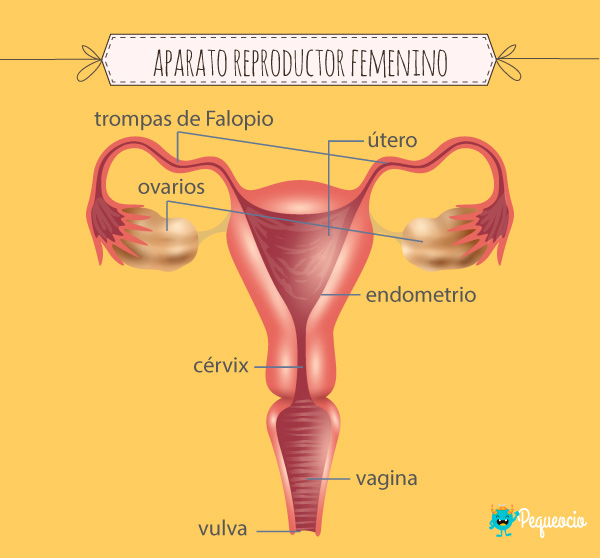 APARATO REPRODUCTOR FEMENINO
trompas de Falopio
útero
ovarios
endometrio
cérvix
vagina
vulva
Pequeocio